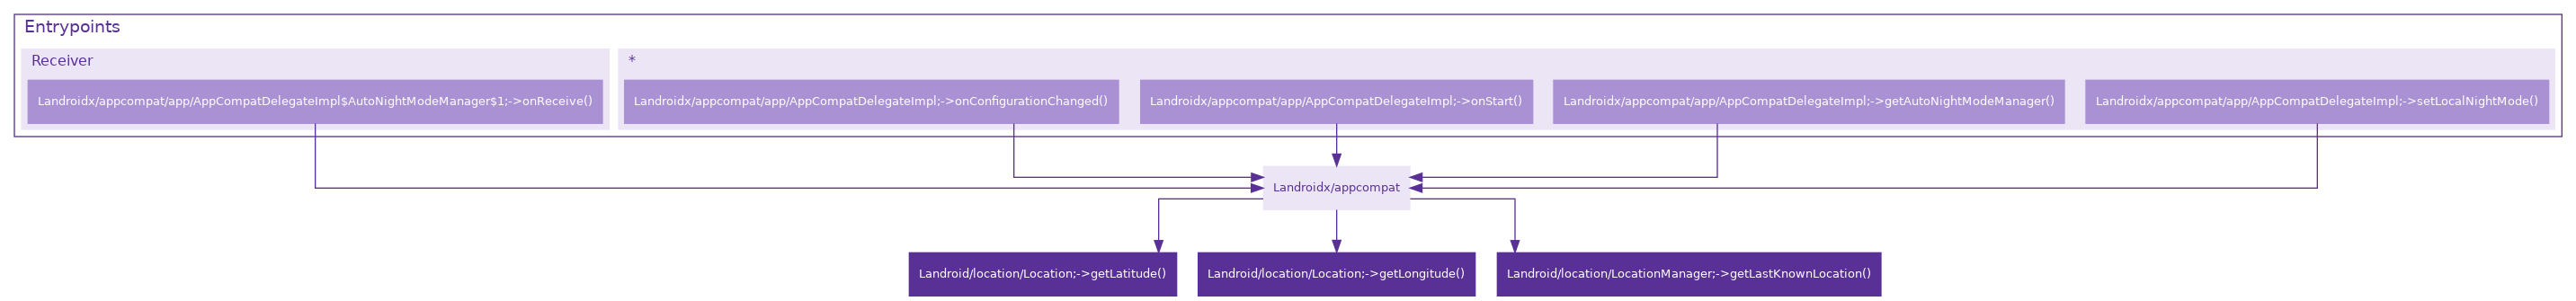 Entrypoints
Receiver
*
Landroidx/appcompat/app/AppCompatDelegateImpl$AutoNightModeManager$1;->onReceive()
Landroidx/appcompat/app/AppCompatDelegateImpl;->onConfigurationChanged()
Landroidx/appcompat/app/AppCompatDelegateImpl;->onStart()
Landroidx/appcompat/app/AppCompatDelegateImpl;->getAutoNightModeManager()
Landroidx/appcompat/app/AppCompatDelegateImpl;->setLocalNightMode()
Landroidx/appcompat
Landroid/location/Location;->getLatitude()
Landroid/location/Location;->getLongitude()
Landroid/location/LocationManager;->getLastKnownLocation()